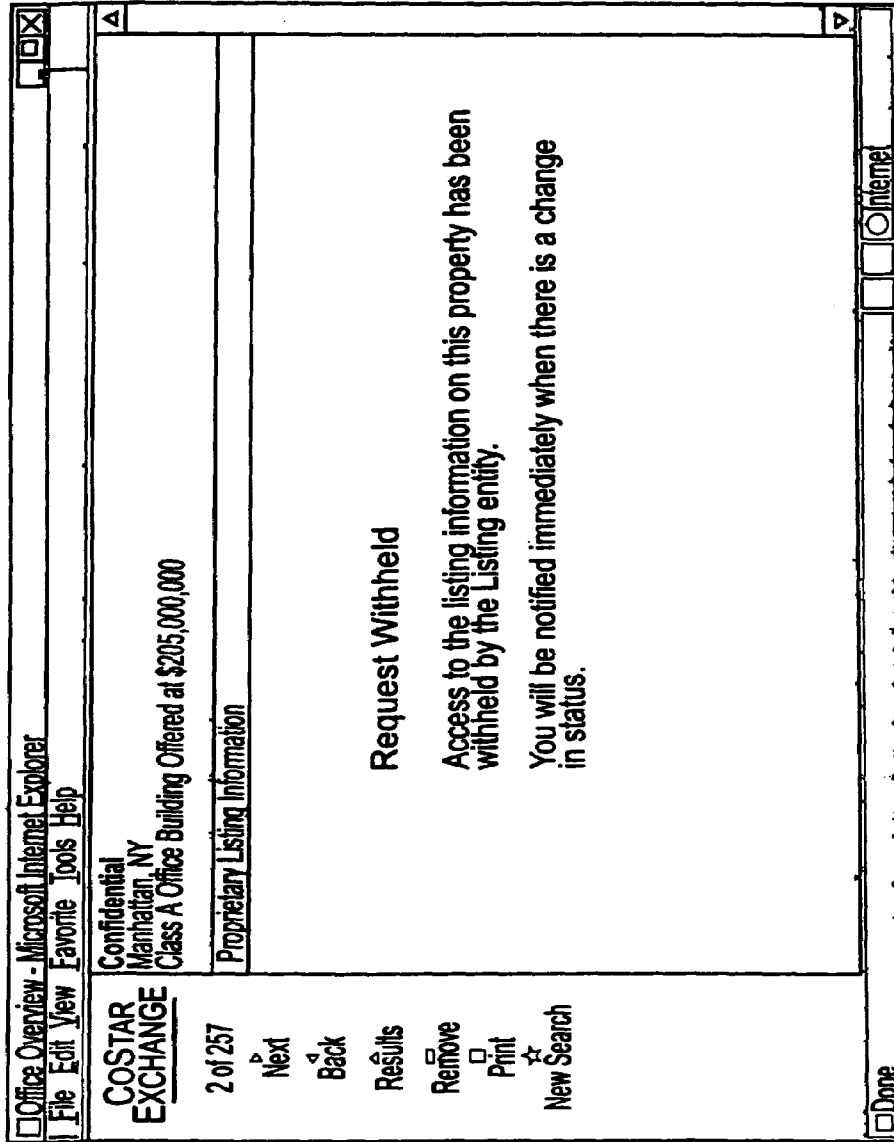 Office Overview - Microsoft Internet Explorer
File Edit View Favorite Tools Help
COSTAR
EXCHANGE
2 of 257
Next
Back
Results
Remove
Print
New Search
Confidential
Manhattan, NY
Class A Office Building Offered at $205,000,000
Proprietary Listing Information
Request Withheld
Access to the listing information on this property has been
withheld by the Listing entity.
You will be notified immediately when there is a change
in status.
Done
Internet